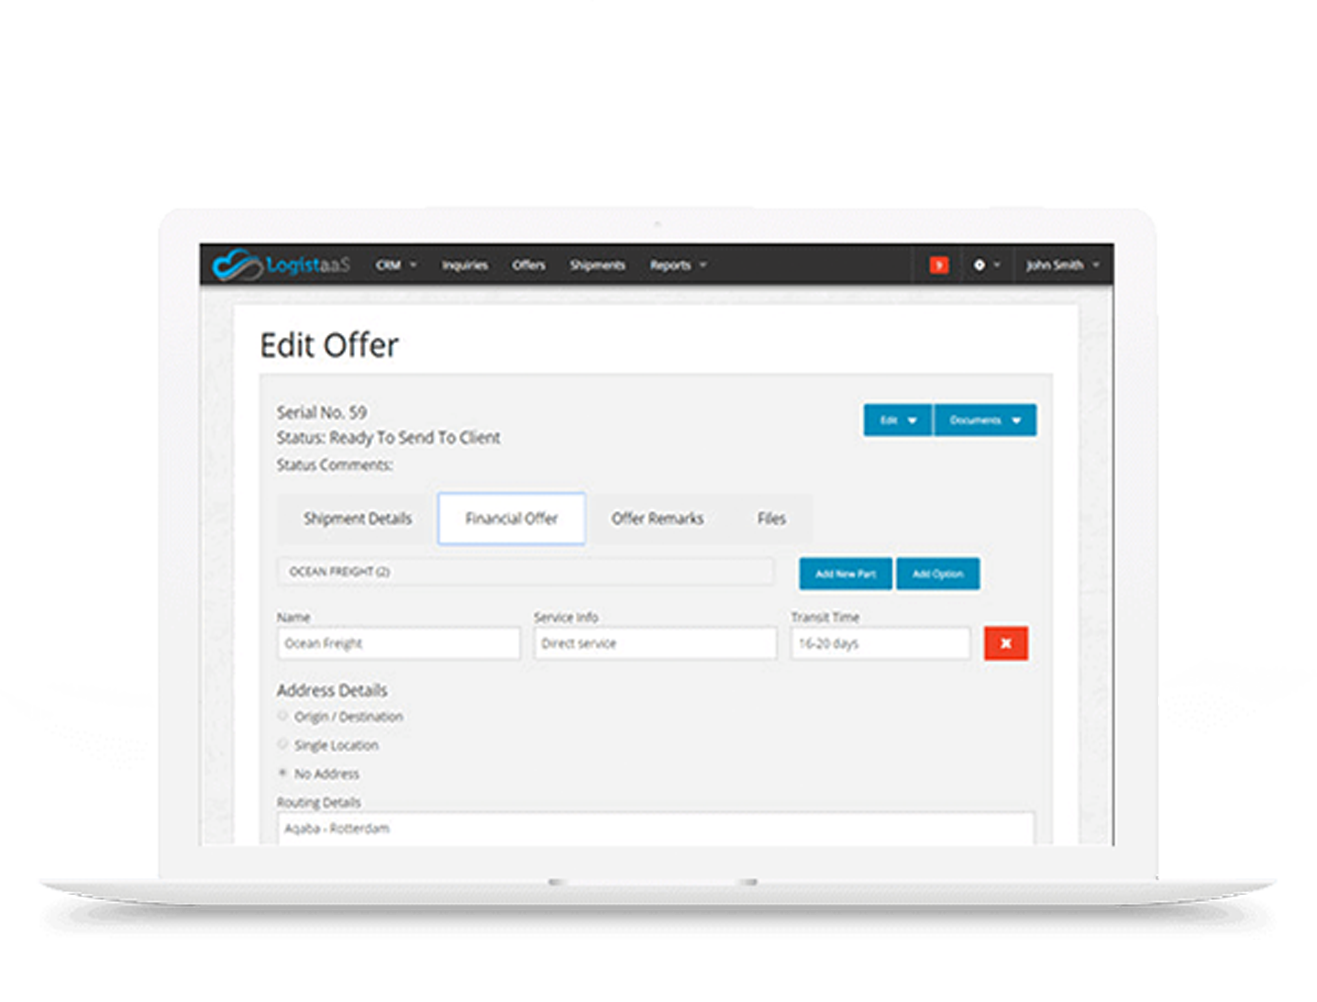 LogistaaS CRM Inquiries Offers Shipments Reports 9 John Smith
Edit Offer
Serial No. 59
Edit Documents
Status: Ready To Send To Client
Status Comments:
Shipment Details Financial Offer Offer Remarks Files
OCEAN FREIGHT (2) Add New Part Add Option
Name Service Info Transit Time
Ocean Freight Direct service 16-20 days
Address Details
Origin / Destination
Single Location
No Address
Routing Details
Aqaba - Rotterdam